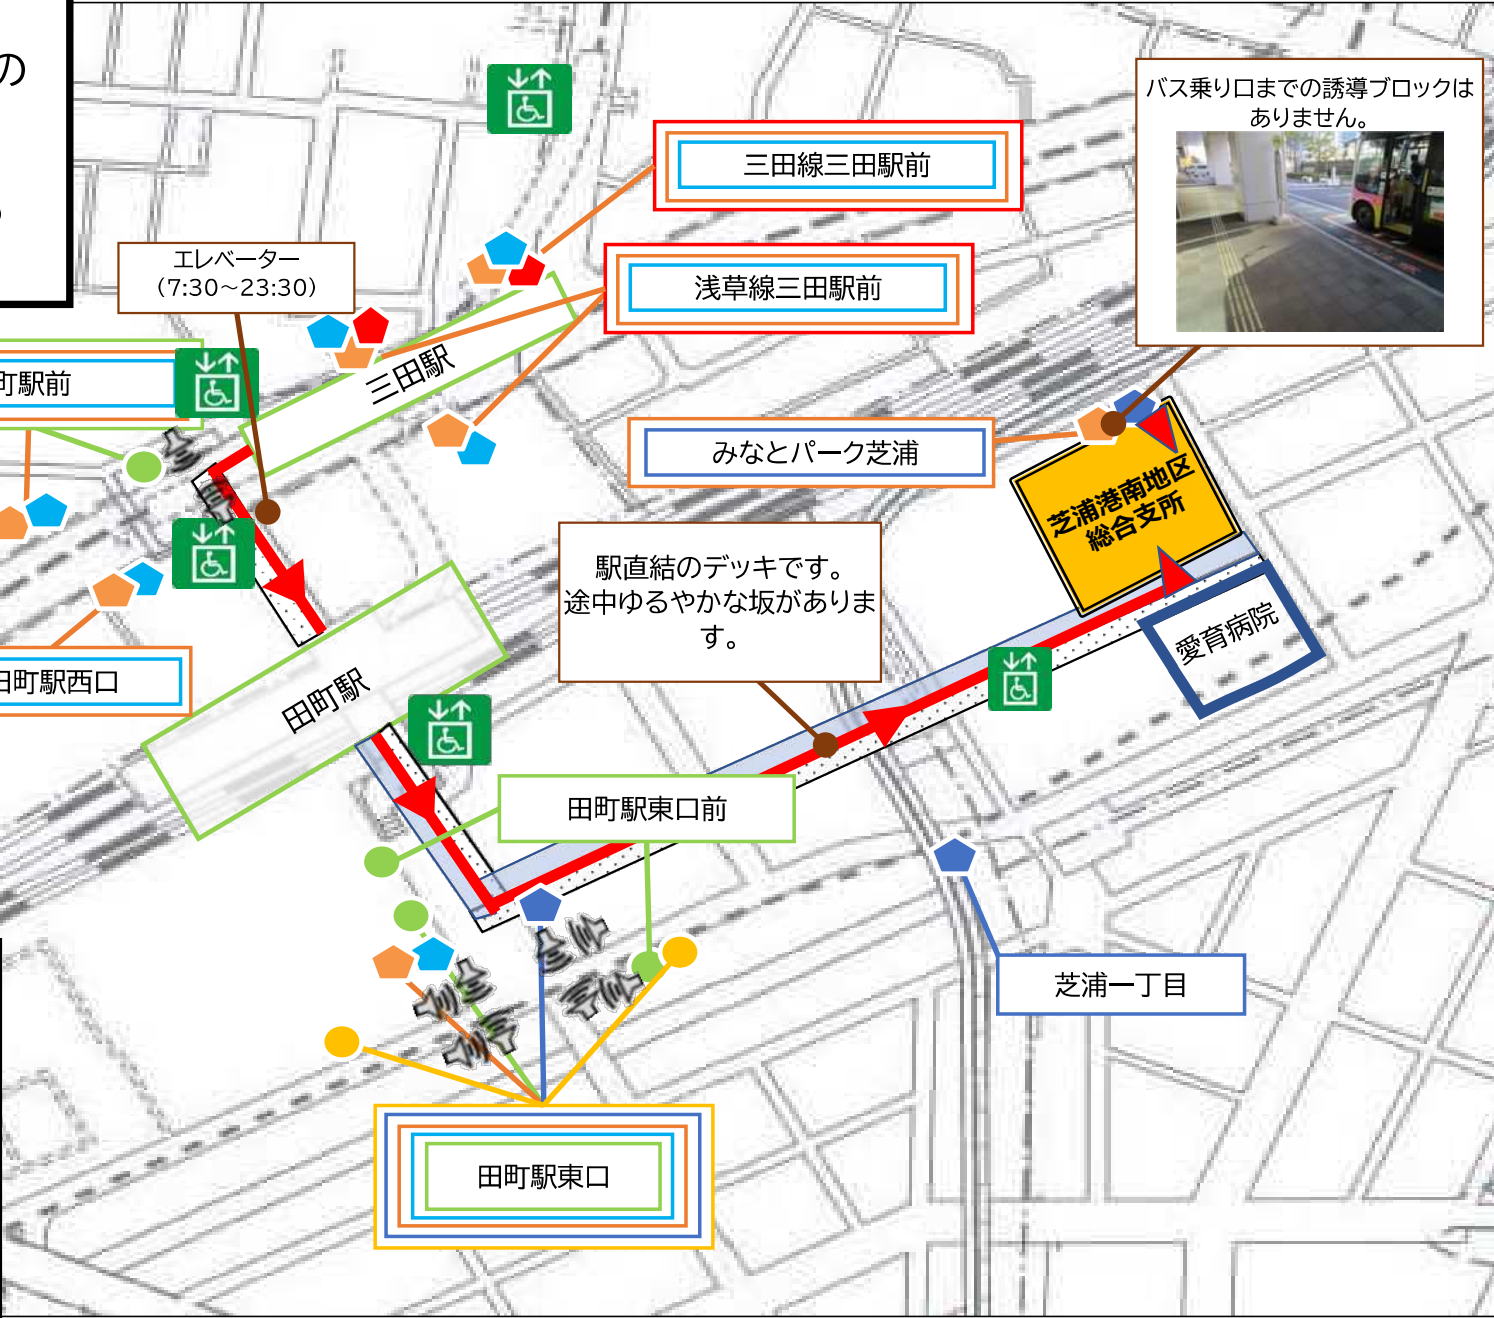 の
バス乗り口までの誘導ブロックは
ありません。
三田線三田駅前
エレベーター
（7:30～23:30）
浅草線三田駅前
三田駅
町駅前
みなとパーク芝浦
芝浦港南地区
総合支所
駅直結のデッキです。
途中ゆるやかな坂がありま
す。
愛育病院
田町駅西口
田町駅
田町駅東口前
芝浦一丁目
田町駅東口